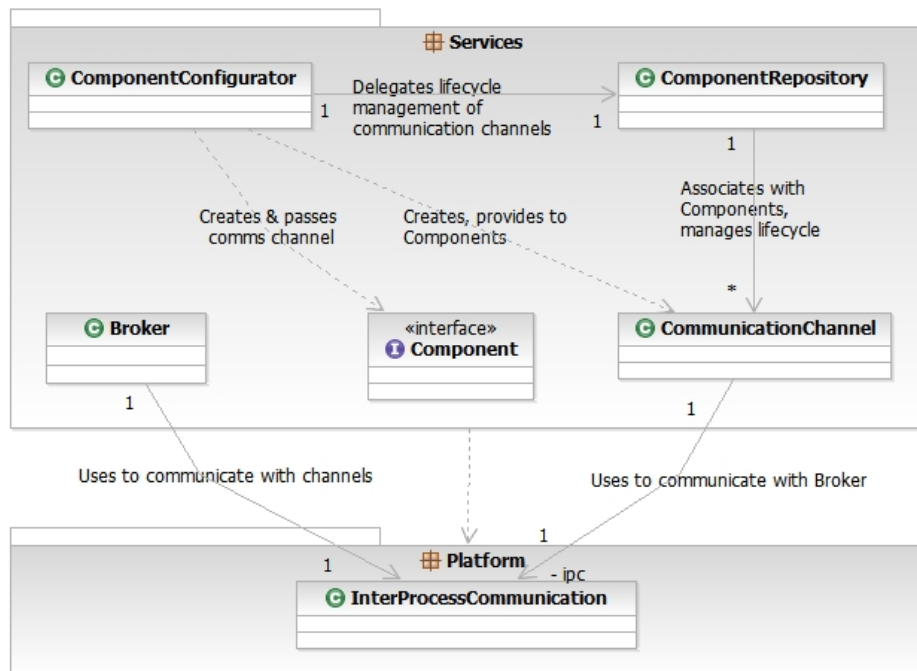 Services
ComponentConfigurator
ComponentRepository
Delegates lifecycle
management of
communication channels
1
1
1
Associates with
Components,
manages lifecycle
Creates & passes
comms channel
Creates, provides to
Components
*
Broker
«interface»
Component
CommunicationChannel
1
1
Uses to communicate with channels
Uses to communicate with Broker
1
1
Platform
- ipc
InterProcessCommunication